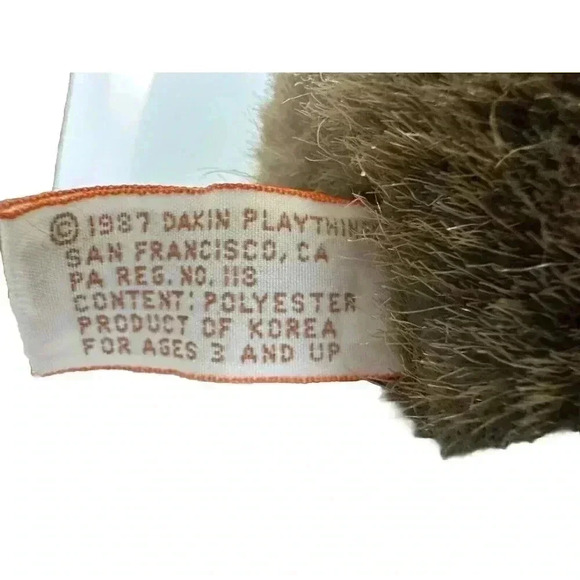 © 1987 DAKIN PLAYTHING
SAN FRANCISCO, CA
PA REG. NO. 118
CONTENT: POLYESTER
PRODUCT OF KOREA
FOR AGES 3 AND UP